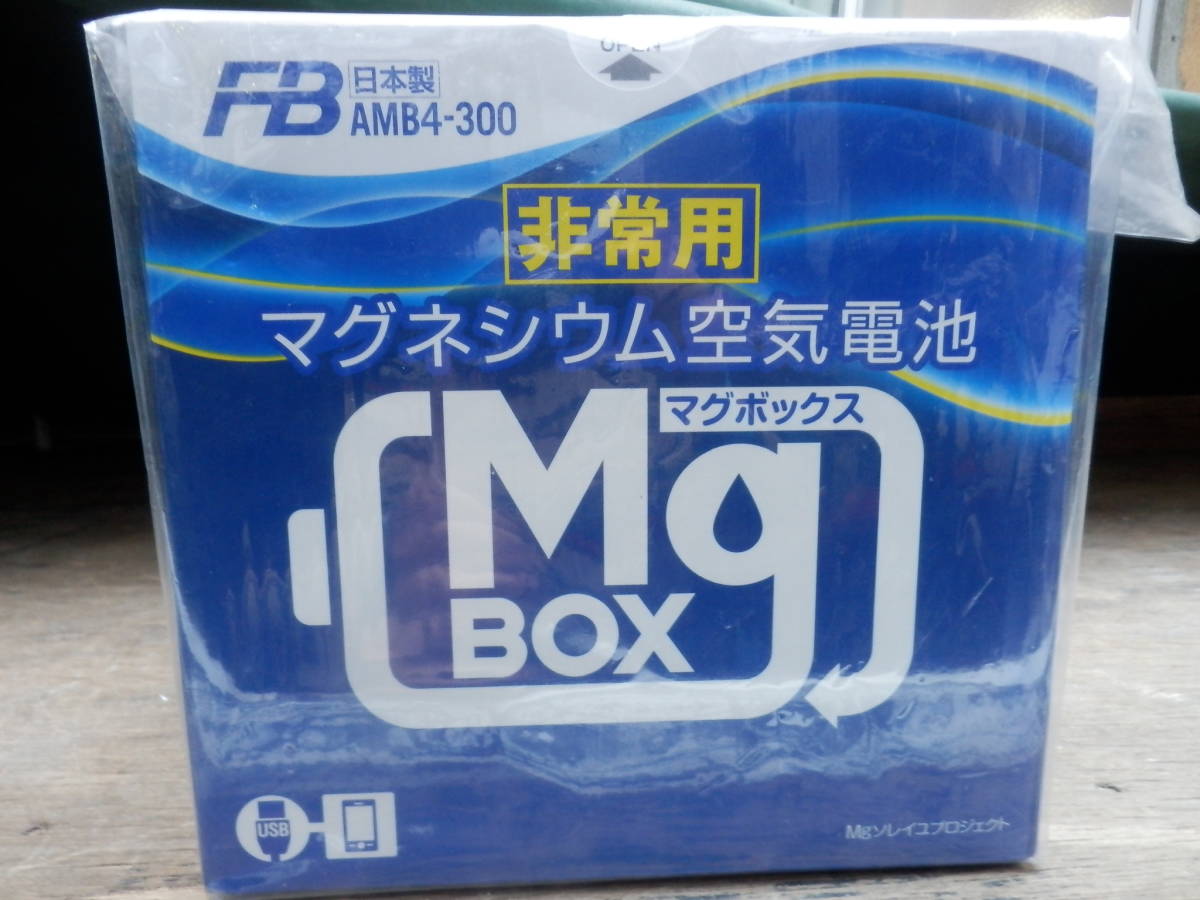 OPEN
FB 日本製
AMB4-300
非常用
マグネシウム空気電池
マグボックス
Mg
BOX
USB
Mgソレイユプロジェクト